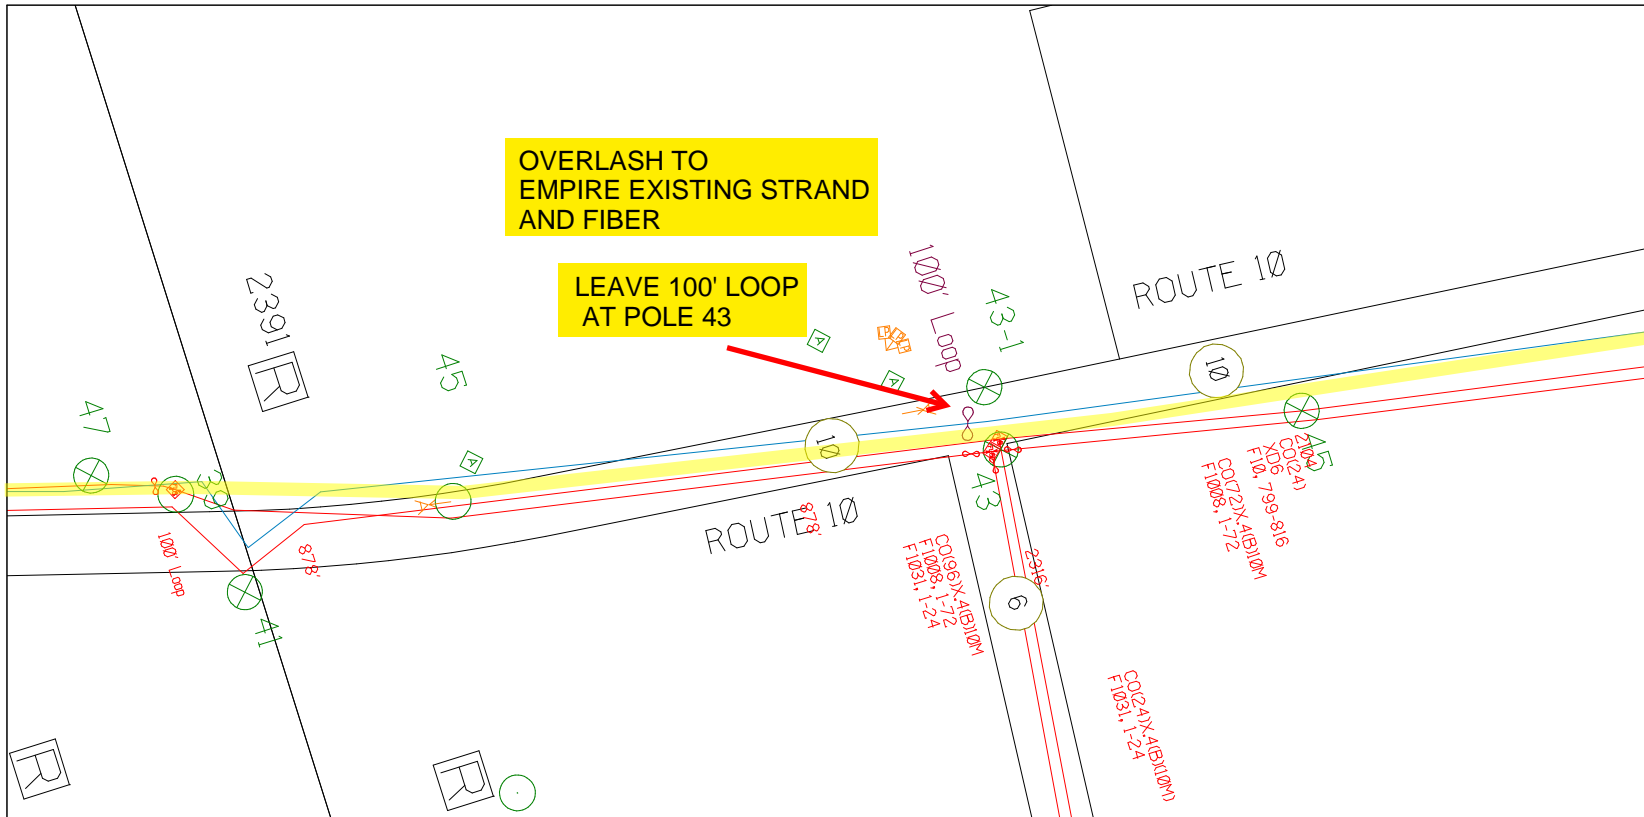 OVERLASH TO
EMPIRE EXISTING STRAND
AND FIBER
LEAVE 100' LOOP
AT POLE 43
100' Loop
43-1
ROUTE 10
2391
R
45
47
39
A
A
A
10
10
43
45
2104'
CO(24)
XD6
F10, 799-816
CO(72)X.4(B)10M
F1008, 1-72
ROUTE 10
878'
878'
100' Loop
41
CO(96)X.4(B)10M
F1008, 1-72
F1031, 1-24
2316'
6
CO(24)X.4(B)(10M)
F1031, 1-24
R
R